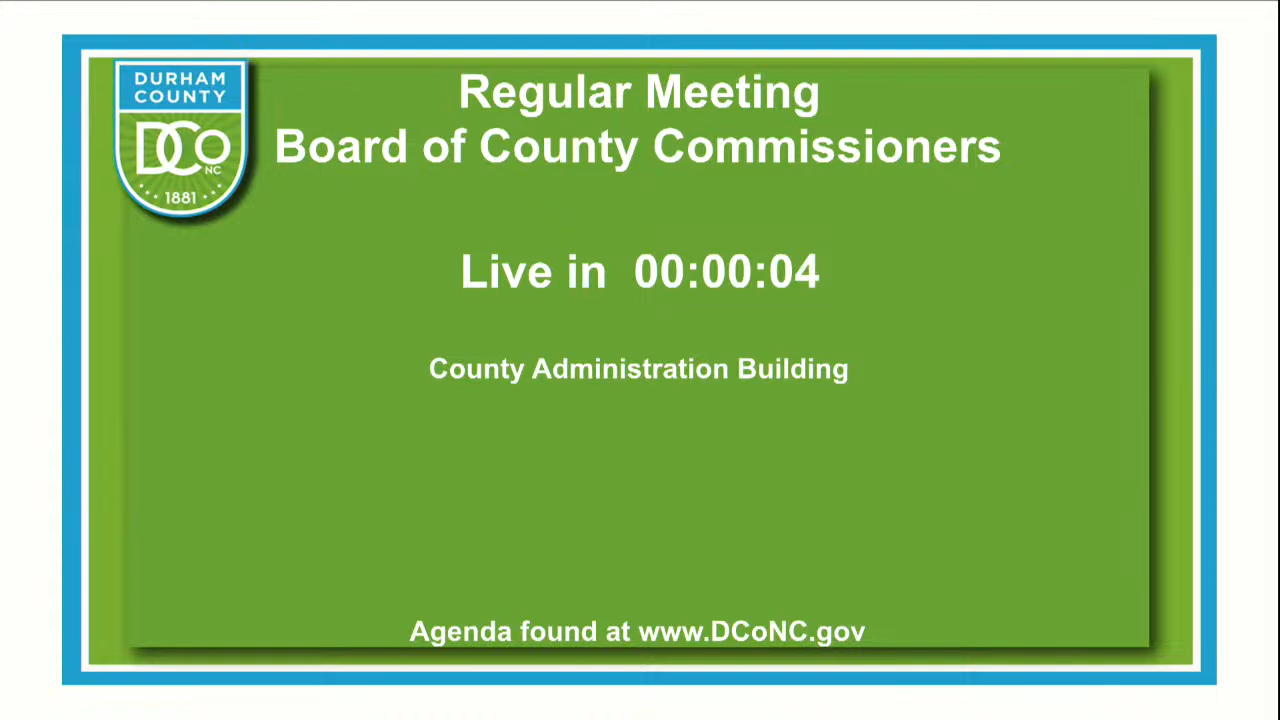 DURHAM
COUNTY
DCo
NC
1881
Regular Meeting
Board of County Commissioners
Live in 00:00:04
County Administration Building
Agenda found at www.DCoNC.gov